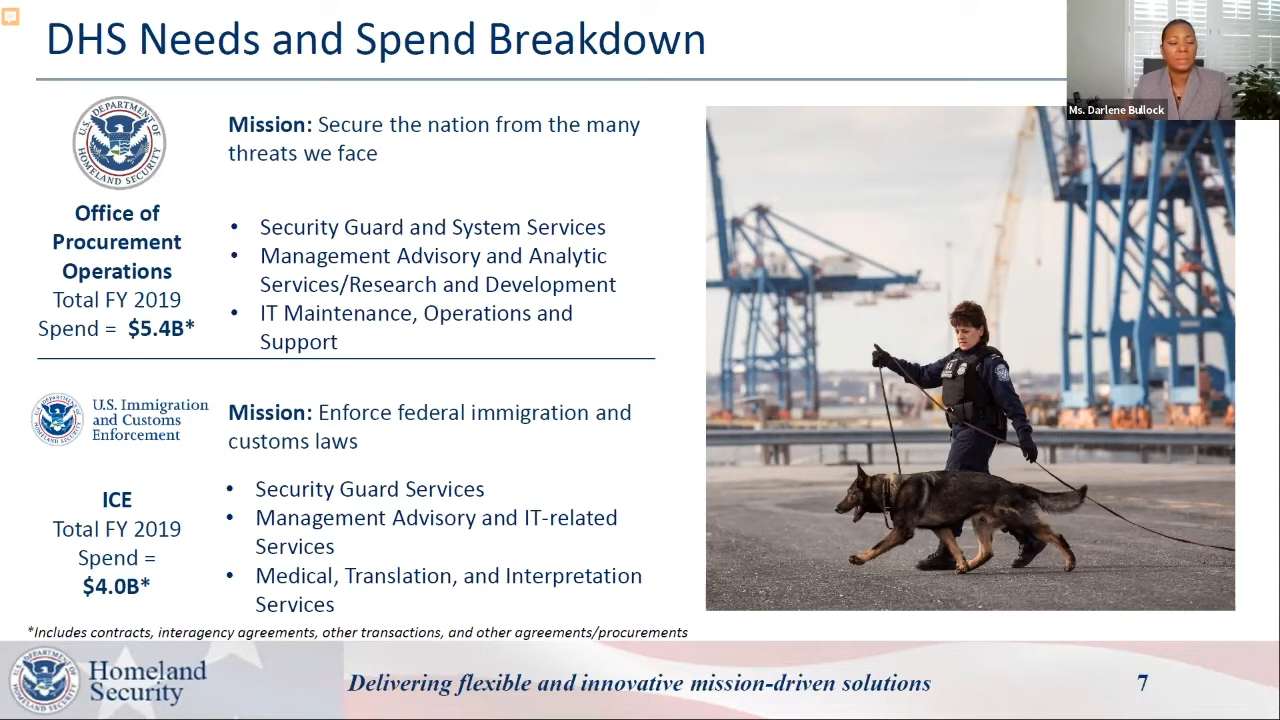 DHS Needs and Spend Breakdown
Ms. Darlene Bullock
U.S. DEPARTMENT OF
HOMELAND SECURITY
Mission: Secure the nation from the many
threats we face
Office of
Procurement
Operations
Total FY 2019
Spend = $5.4B*
• Security Guard and System Services
• Management Advisory and Analytic
Services/Research and Development
• IT Maintenance, Operations and
Support
U.S. Immigration
and Customs
Enforcement
Mission: Enforce federal immigration and
customs laws
ICE
Total FY 2019
Spend =
$4.0B*
• Security Guard Services
• Management Advisory and IT-related
Services
• Medical, Translation, and Interpretation
Services
*Includes contracts, interagency agreements, other transactions, and other agreements/procurements
Homeland
Security
Delivering flexible and innovative mission-driven solutions
7